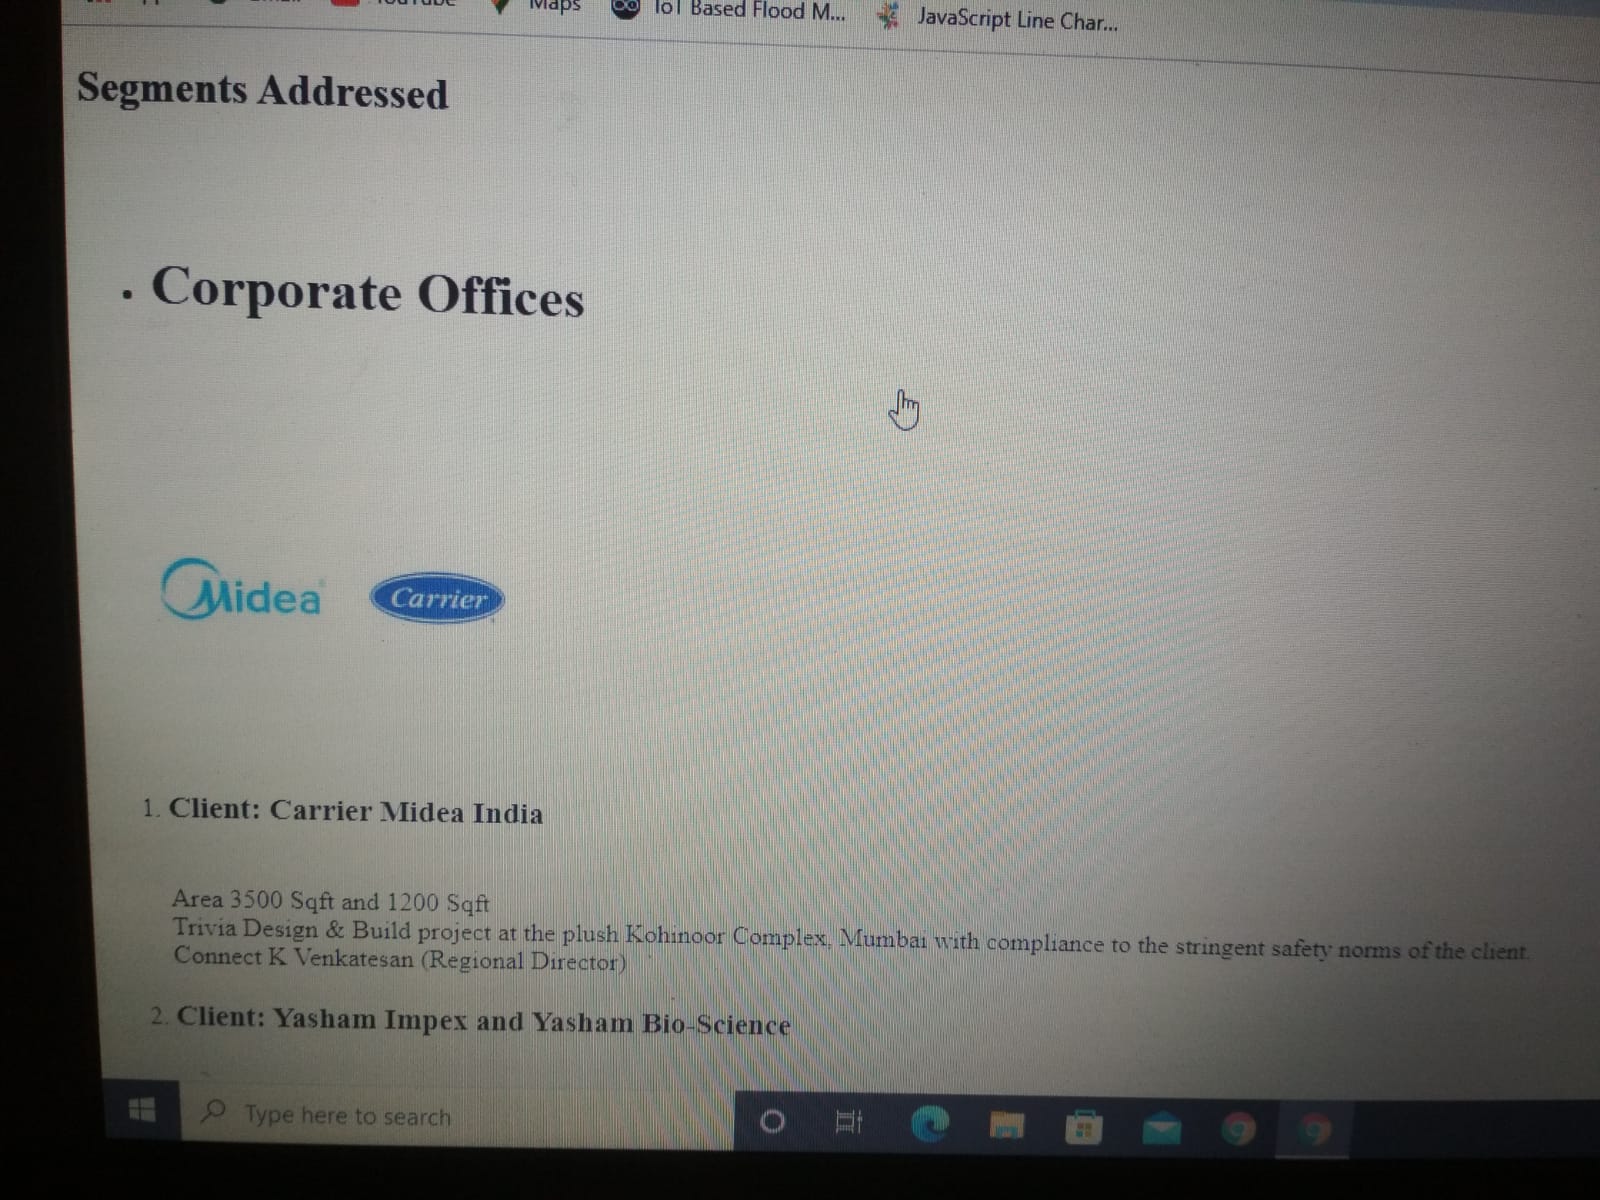 Maps
IoT Based Flood M...
JavaScript Line Char...
Segments Addressed
. Corporate Offices
Midea
Carrier
1. Client: Carrier Midea India
Area 3500 Sqft and 1200 Sqft
Trivia Design & Build project at the plush Kohinoor Complex, Mumbai with compliance to the stringent safety norms of the client.
Connect K Venkatesan (Regional Director)
2. Client: Yasham Impex and Yasham Bio-Science
Type here to search